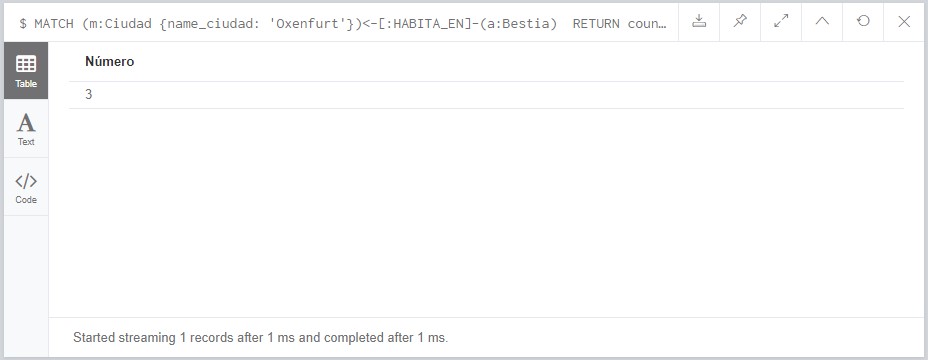 $ MATCH (m:Ciudad {name_ciudad: 'Oxenfurt'})<-[:HABITA_EN]-(a:Bestia)  RETURN coun…
Table
Número
3
A
Text
</>
Code
Started streaming 1 records after 1 ms and completed after 1 ms.